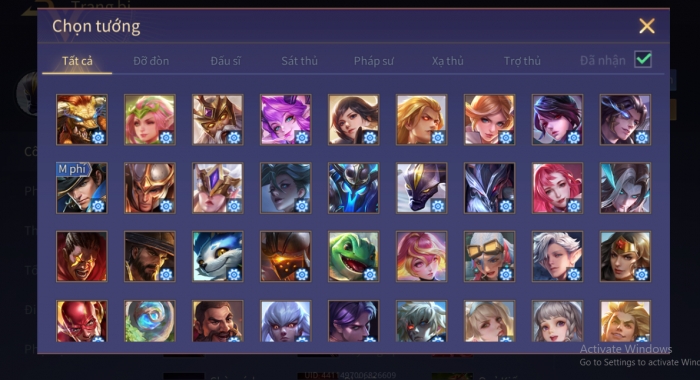 Trang bị
Chọn tướng
Tất cả Đỡ đòn Đấu sĩ Sát thủ Pháp sư Xạ thủ Trợ thủ Đã nhận
M.phí
Activate Windows
Go to Settings to activate Win